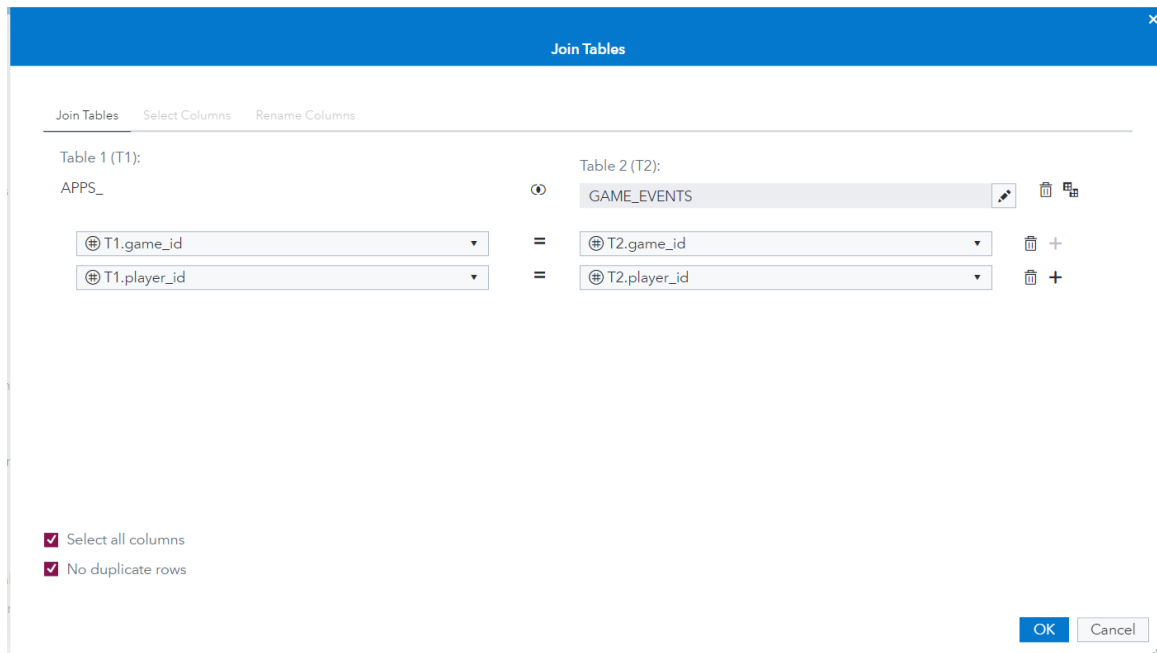 Join Tables
Join Tables Select Columns Rename Columns
Table 1 (T1):
Table 2 (T2):
APPS_
GAME_EVENTS
T1.game_id = T2.game_id
T1.player_id = T2.player_id
Select all columns
No duplicate rows
OK Cancel